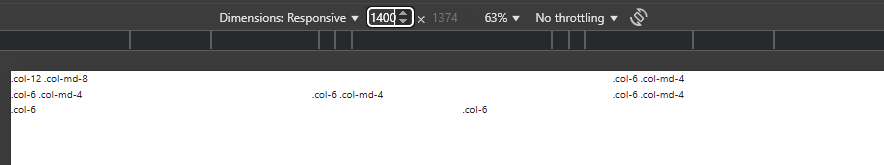 Dimensions: Responsive ▼ 1400 × 1374 63% ▼ No throttling ▼
.col-12 .col-md-8 .col-6 .col-md-4
.col-6 .col-md-4 .col-6 .col-md-4 .col-6 .col-md-4
.col-6 .col-6